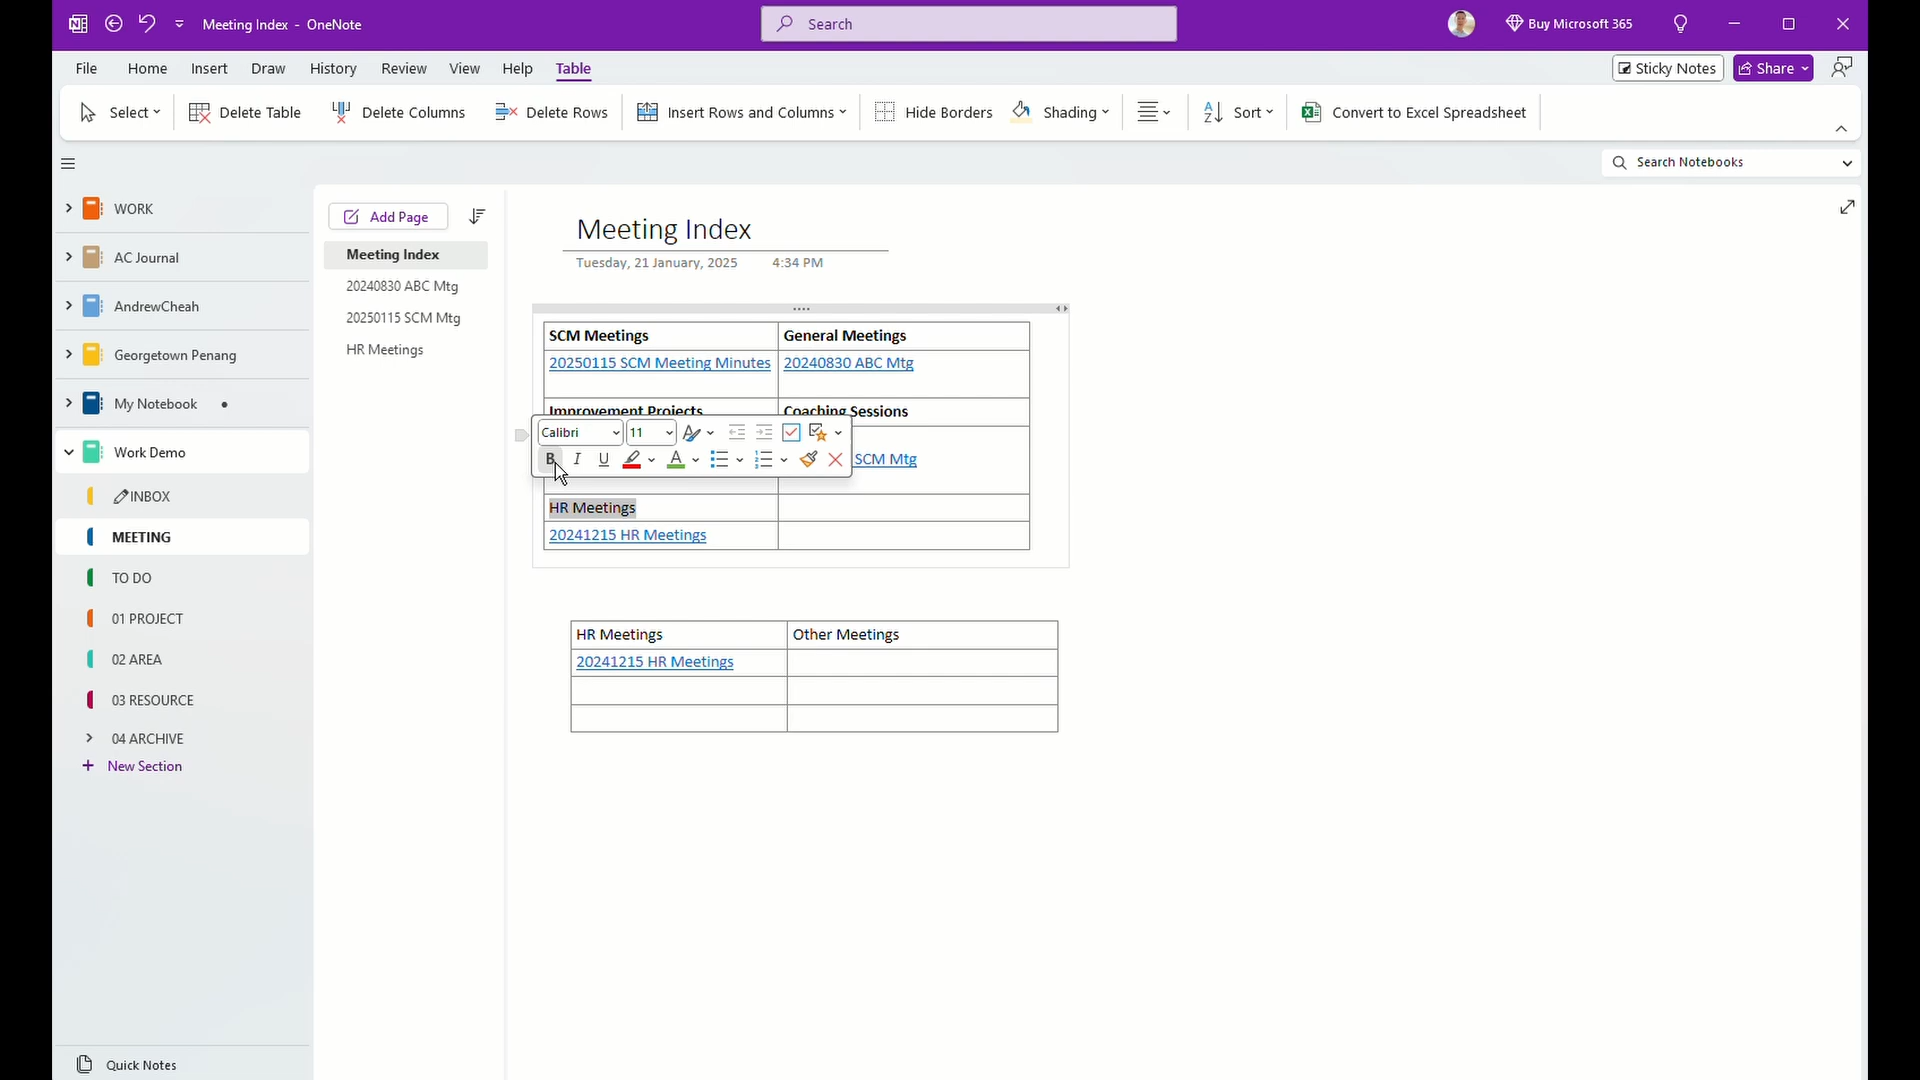 Meeting Index - OneNote
Search
Buy Microsoft 365
File Home Insert Draw History Review View Help Table
Sticky Notes
Share
Select
Delete Table
Delete Columns
Delete Rows
Insert Rows and Columns
Hide Borders
Shading
Sort
Convert to Excel Spreadsheet
Search Notebooks
WORK
AC Journal
AndrewCheah
Georgetown Penang
My Notebook
Work Demo
INBOX
MEETING
TO DO
01 PROJECT
02 AREA
03 RESOURCE
04 ARCHIVE
New Section
Quick Notes
Add Page
Meeting Index
20240830 ABC Mtg
20250115 SCM Mtg
HR Meetings
Meeting Index
Tuesday, 21 January, 2025 4:34 PM
SCM Meetings General Meetings
20250115 SCM Meeting Minutes 20240830 ABC Mtg
Improvement Projects Coaching Sessions
Calibri 11
B I U A
SCM Mtg
HR Meetings
20241215 HR Meetings
HR Meetings Other Meetings
20241215 HR Meetings